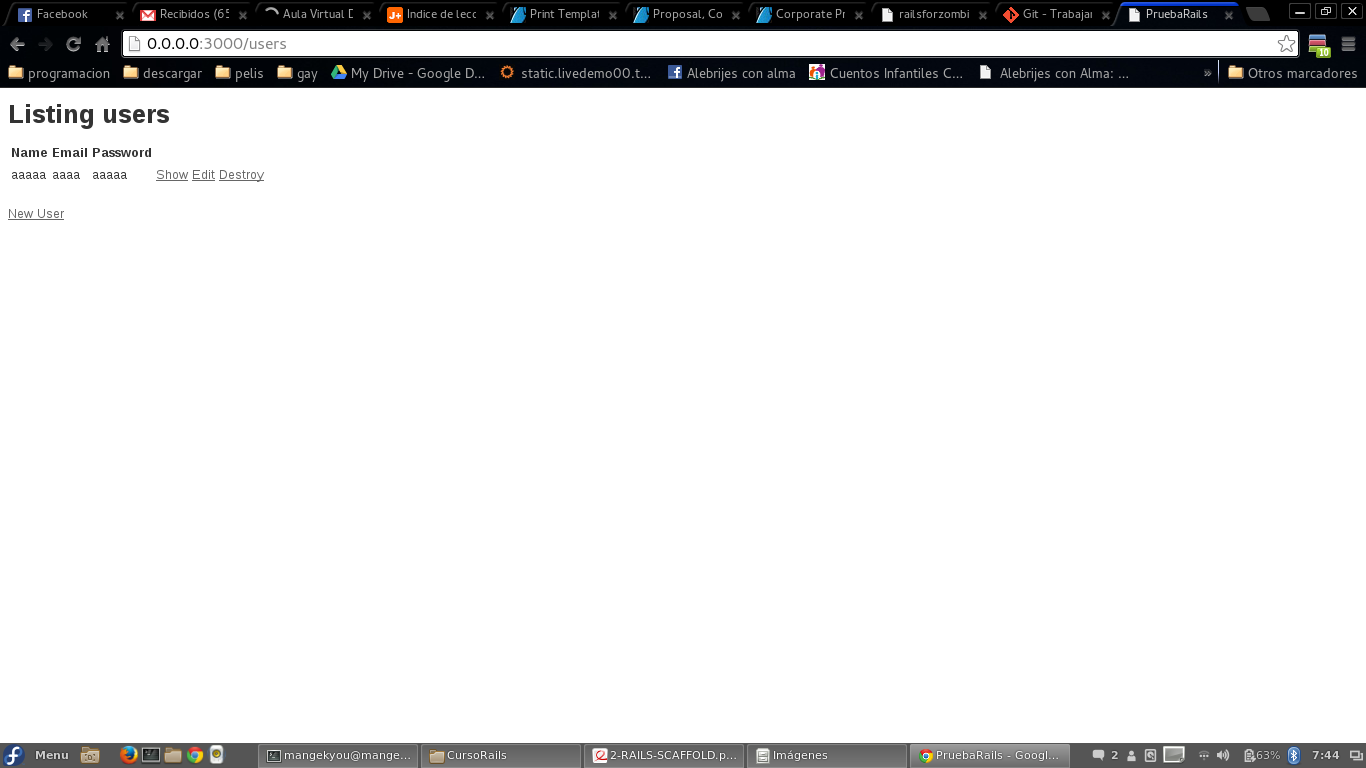 Facebook Recibidos (65 Aula Virtual D Indice de lecc Print Templat Proposal, Co Corporate Pr railsforzombi Git - Trabajar PruebaRails
0.0.0.0:3000/users
10
programacion descargar pelis gay My Drive - Google D... static.livedemo00.t... Alebrijes con alma Cuentos Infantiles C... Alebrijes con Alma: ... » Otros marcadores
Listing users
Name Email Password
aaaaa aaaa aaaaa Show Edit Destroy
New User
Menu mangekyou@mange... CursoRails 2-RAILS-SCAFFOLD.p... Imágenes PruebaRails - Googl... 2 63% 7:44